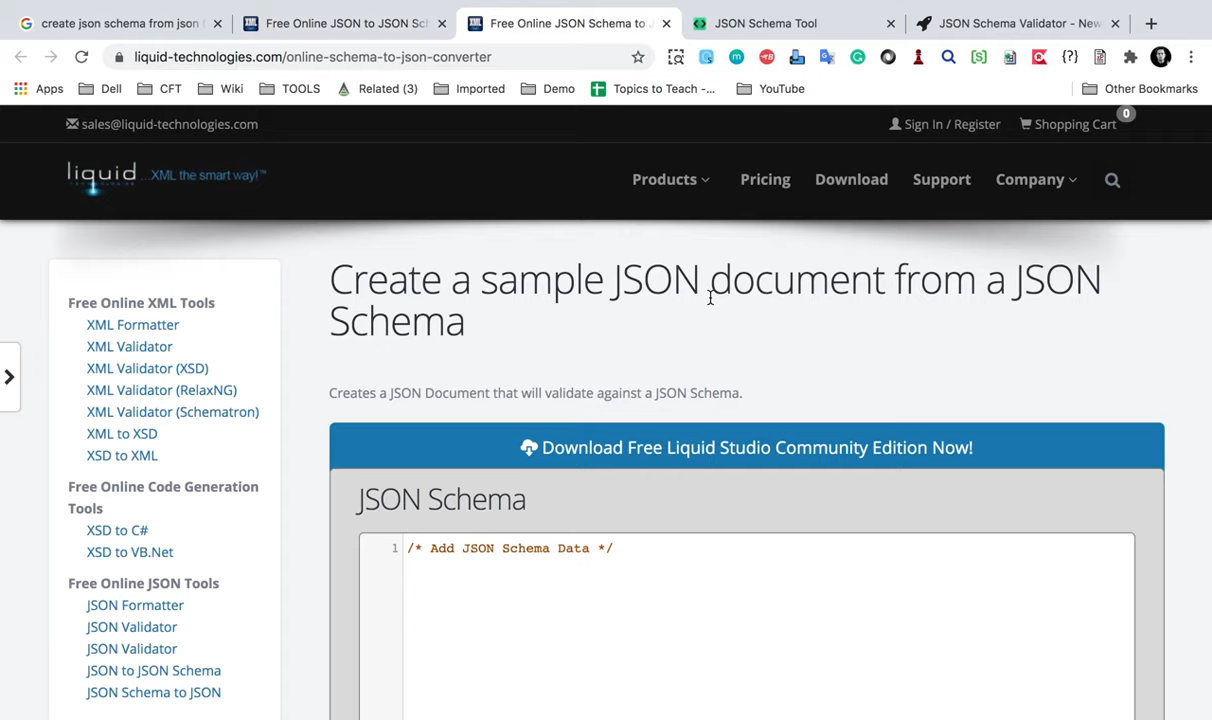 create json schema from json
Free Online JSON to JSON Sch
Free Online JSON Schema to
JSON Schema Tool
JSON Schema Validator - New
liquid-technologies.com/online-schema-to-json-converter
Apps
Dell
CFT
Wiki
TOOLS
Related (3)
Imported
Demo
Topics to Teach -...
YouTube
Other Bookmarks
sales@liquid-technologies.com
Sign In / Register
Shopping Cart
0
liquid ...XML the smart way!™
Products
Pricing
Download
Support
Company
Create a sample JSON document from a JSON
Schema
Creates a JSON Document that will validate against a JSON Schema.
Download Free Liquid Studio Community Edition Now!
JSON Schema
1 /* Add JSON Schema Data */
Free Online XML Tools
XML Formatter
XML Validator
XML Validator (XSD)
XML Validator (RelaxNG)
XML Validator (Schematron)
XML to XSD
XSD to XML
Free Online Code Generation
Tools
XSD to C#
XSD to VB.Net
Free Online JSON Tools
JSON Formatter
JSON Validator
JSON Validator
JSON to JSON Schema
JSON Schema to JSON